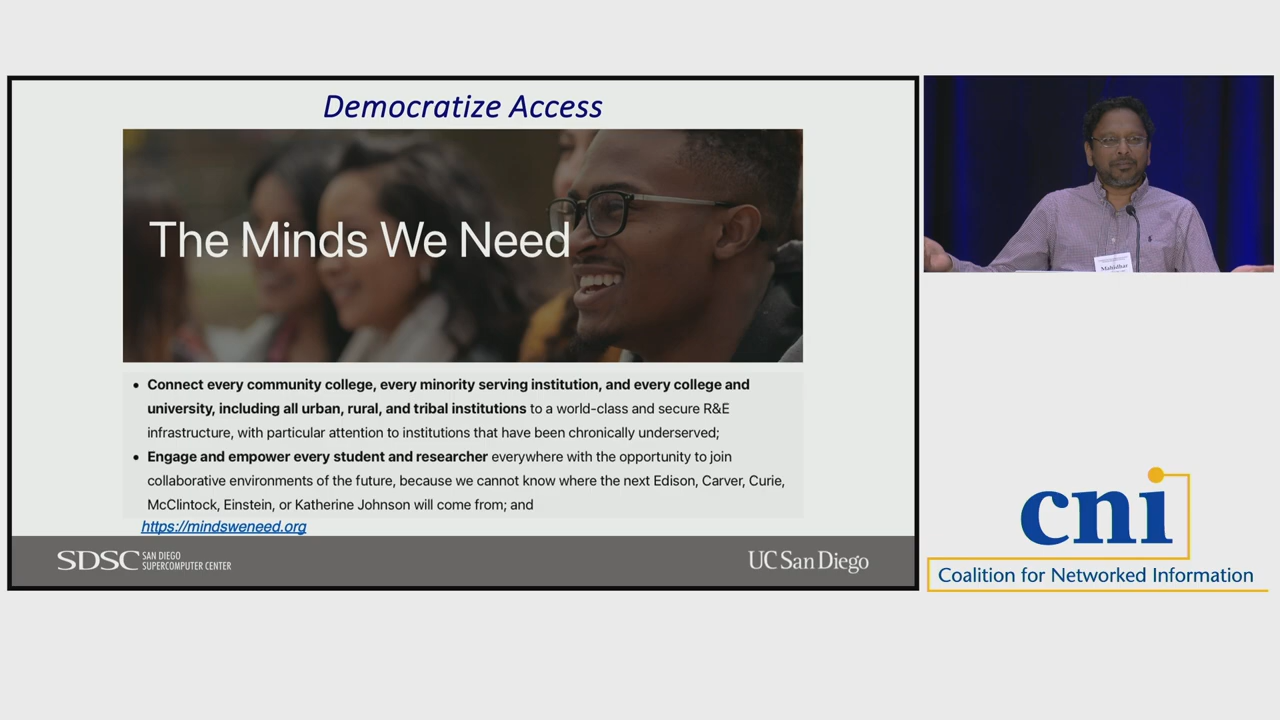 Democratize Access
The Minds We Need
• Connect every community college, every minority serving institution, and every college and
university, including all urban, rural, and tribal institutions to a world-class and secure R&E
infrastructure, with particular attention to institutions that have been chronically underserved;
• Engage and empower every student and researcher everywhere with the opportunity to join
collaborative environments of the future, because we cannot know where the next Edison, Carver, Curie,
McClintock, Einstein, or Katherine Johnson will come from; and
https://mindsweneed.org
SDSC SAN DIEGO
SUPERCOMPUTER CENTER
UC San Diego
Mahidhar
cni
Coalition for Networked Information